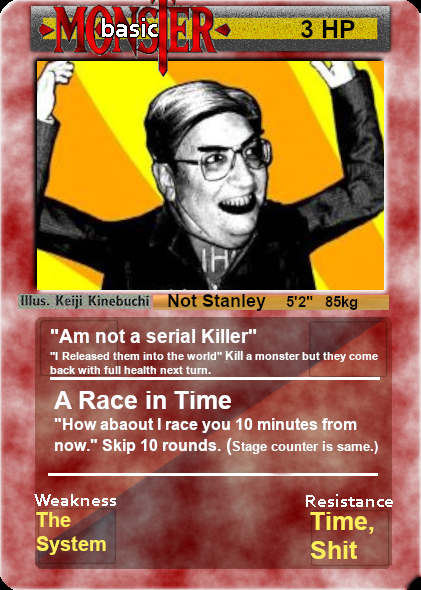 MONSTER
basic
3 HP
IH
Illus. Keiji Kinebuchi Not Stanley 5'2" 85kg
"Am not a serial Killer"
"I Released them into the world" Kill a monster but they come
back with full health next turn.
A Race in Time
"How abaout I race you 10 minutes from
now." Skip 10 rounds. (Stage counter is same.)
Weakness
The
System
Resistance
Time,
Shit